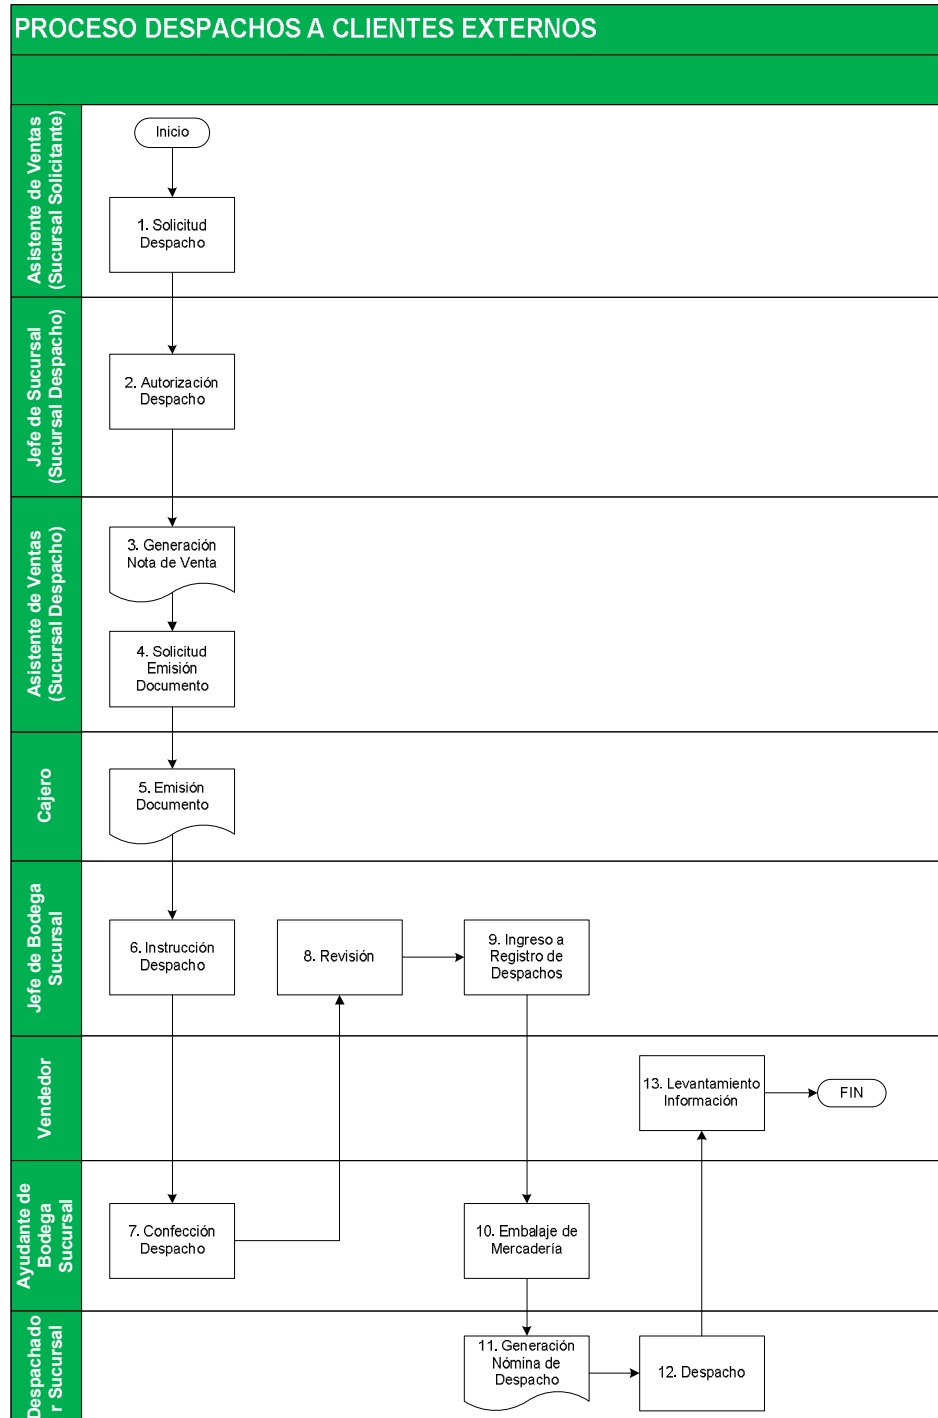 PROCESO DESPACHOS A CLIENTES EXTERNOS
Asistente de Ventas
(Sucursal Solicitante)
Inicio
1. Solicitud
Despacho
Jefe de Sucursal
(Sucursal Despacho)
2. Autorización
Despacho
Asistente de Ventas
(Sucursal Despacho)
3. Generación
Nota de Venta
4. Solicitud
Emisión
Documento
Cajero
5. Emisión
Documento
Jefe de Bodega
Sucursal
6. Instrucción
Despacho
8. Revisión
9. Ingreso a
Registro de
Despachos
Vendedor
13. Levantamiento
Información
FIN
Ayudante de
Bodega
Sucursal
7. Confección
Despacho
10. Embalaje de
Mercadería
Despachado
r Sucursal
11. Generación
Nómina de
Despacho
12. Despacho